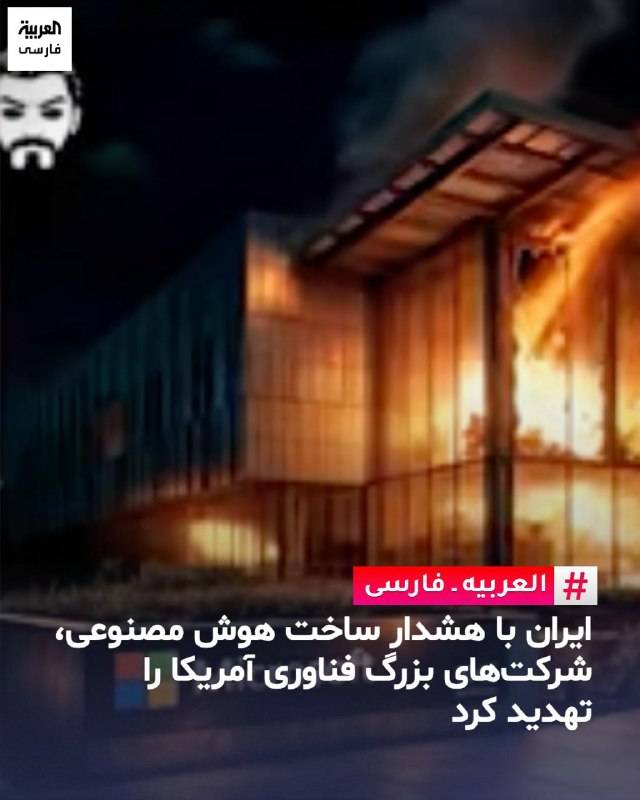 العربية
فارسی
# العربیه ـ فارسی
ایران با هشدار ساخت هوش مصنوعی،
شرکت‌های بزرگ فناوری آمریکا را
تهدید کرد